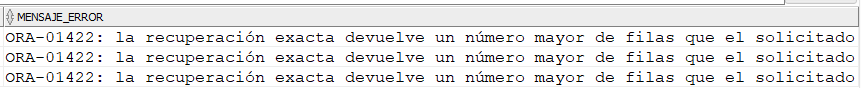 MENSAJE_ERROR
ORA-01422: la recuperación exacta devuelve un número mayor de filas que el solicitado
ORA-01422: la recuperación exacta devuelve un número mayor de filas que el solicitado
ORA-01422: la recuperación exacta devuelve un número mayor de filas que el solicitado